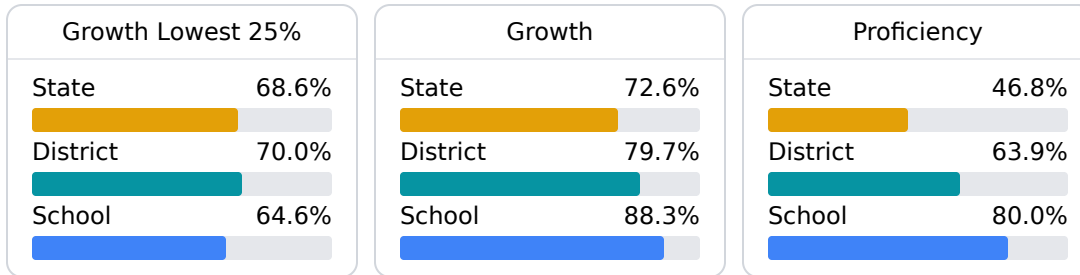 Growth Lowest 25%
State 68.6%
District 70.0%
School 64.6%
Growth
State 72.6%
District 79.7%
School 88.3%
Proficiency
State 46.8%
District 63.9%
School 80.0%